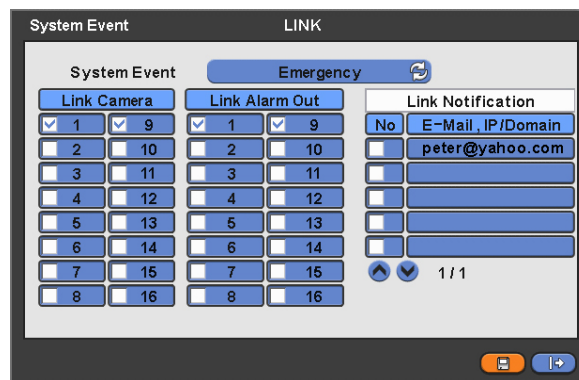 System Event LINK
System Event Emergency
Link Camera Link Alarm Out Link Notification
1 9 1 9 No E-Mail , IP/Domain
2 10 2 10 peter@yahoo.com
3 11 3 11
4 12 4 12
5 13 5 13
6 14 6 14
7 15 7 15 1 / 1
8 16 8 16